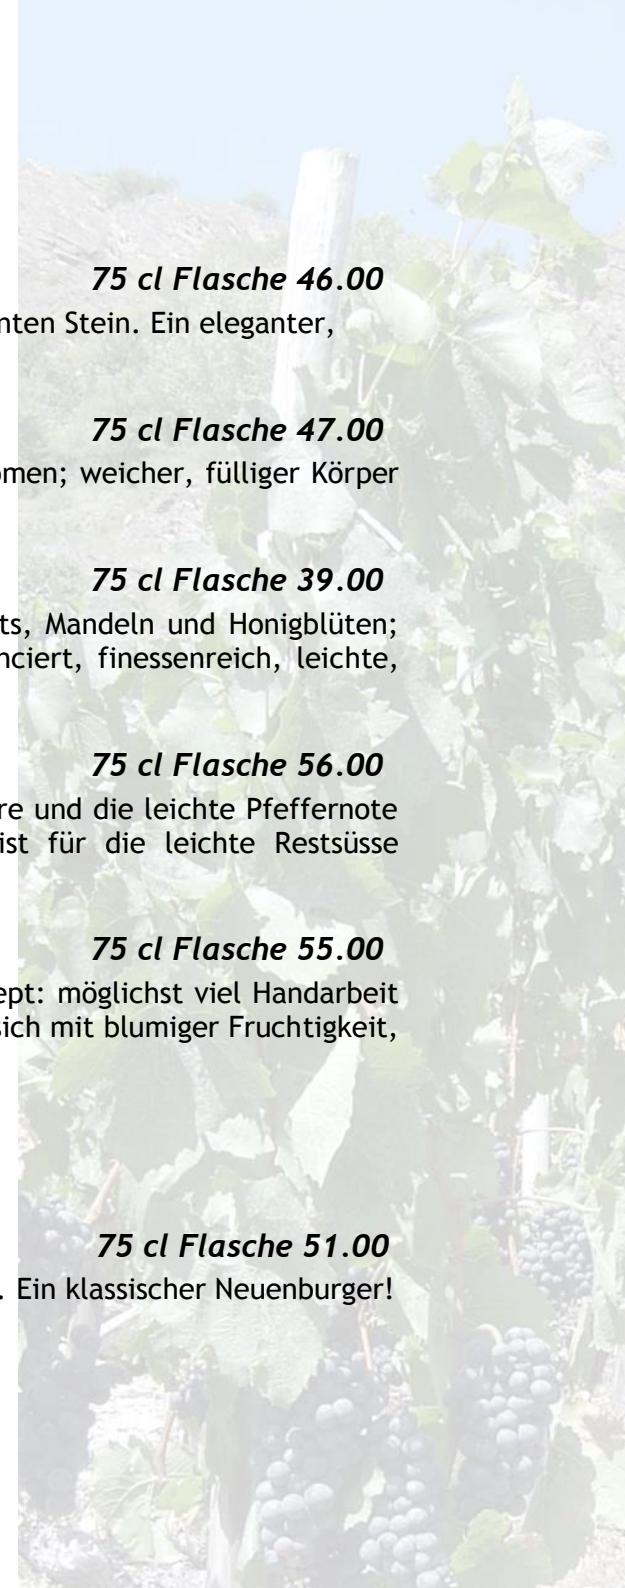 75 cl Flasche 46.00
nten Stein. Ein eleganter,
75 cl Flasche 47.00
omen; weicher, fülliger Körper
75 cl Flasche 39.00
ts, Mandeln und Honigblüten;
nciert, finessenreich, leichte,
75 cl Flasche 56.00
re und die leichte Pfeffernote
ist für die leichte Restsüsse
75 cl Flasche 55.00
ept: möglichst viel Handarbeit
sich mit blumiger Fruchtigkeit,
75 cl Flasche 51.00
. Ein klassischer Neuenburger!